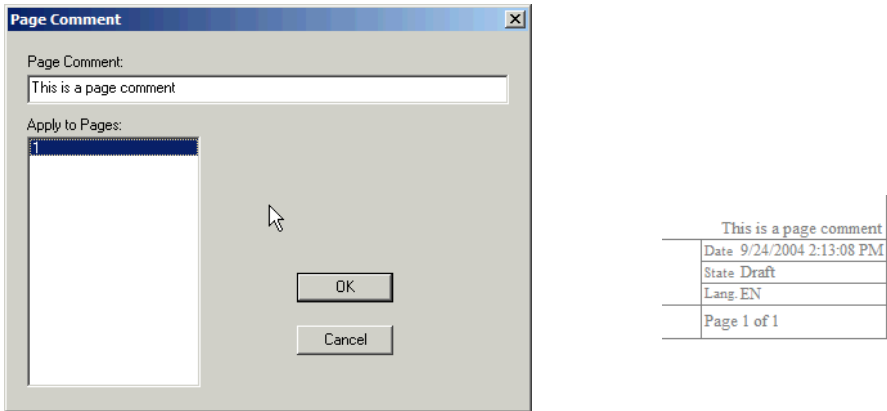 Page Comment
Page Comment:
This is a page comment
Apply to Pages:
1
OK
Cancel
This is a page comment
Date 9/24/2004 2:13:08 PM
State Draft
Lang. EN
Page 1 of 1